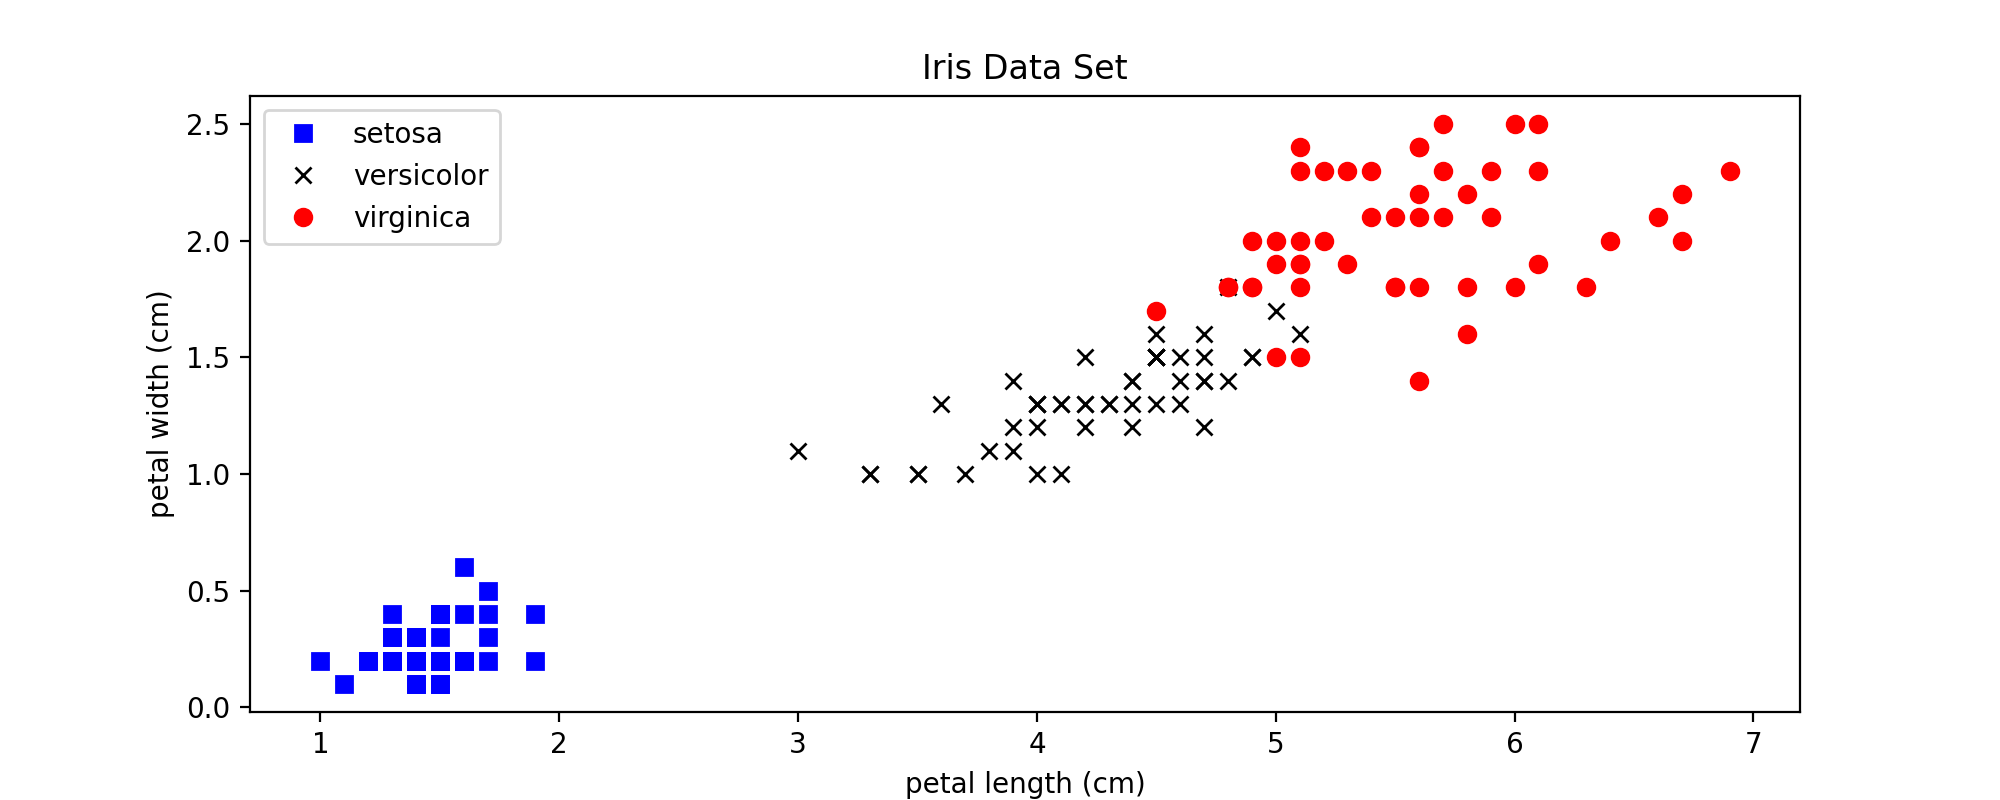 Iris Data Set
setosa
versicolor
virginica
petal width (cm)
2.5
2.0
1.5
1.0
0.5
0.0
1 2 3 4 5 6 7
petal length (cm)